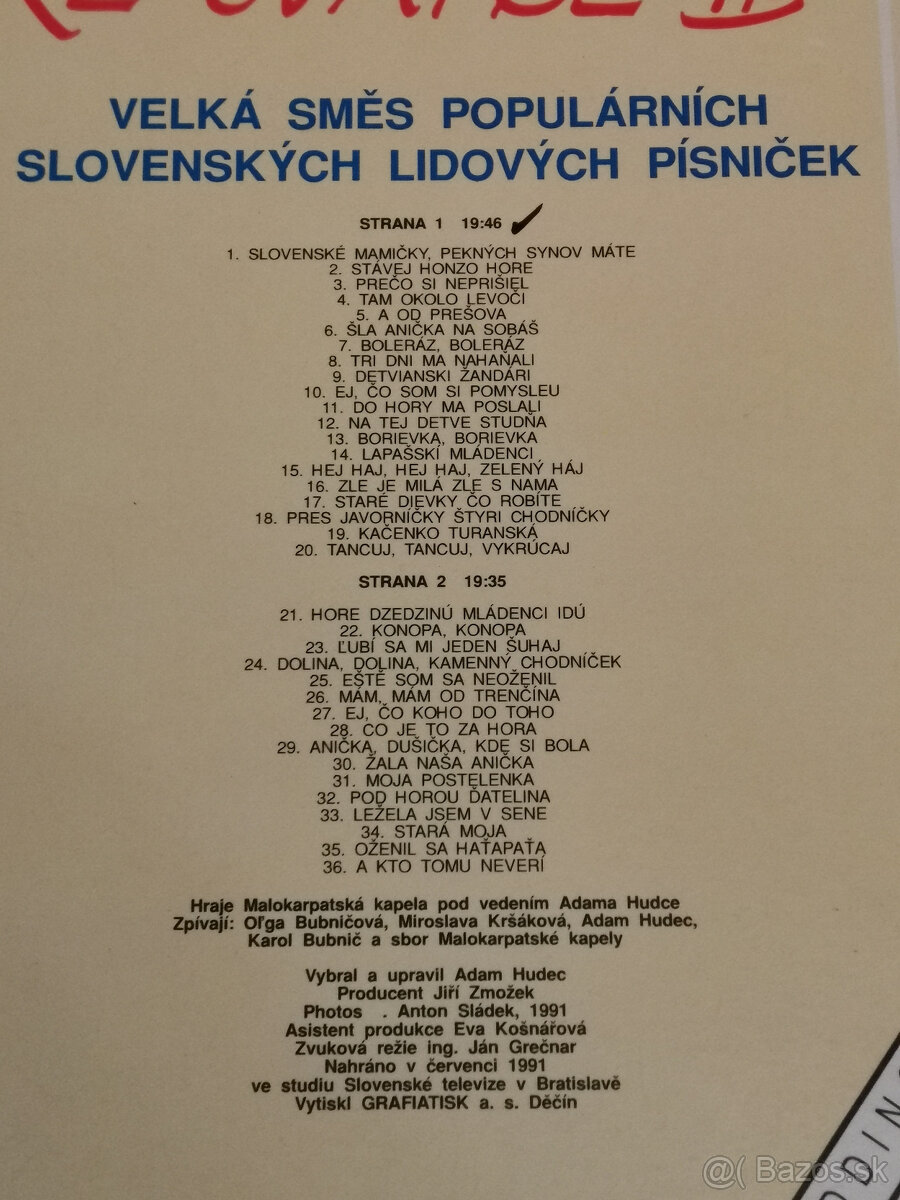 II
VELKÁ SMĚS POPULÁRNÍCH
SLOVENSKÝCH LIDOVÝCH PÍSNIČEK
STRANA 1 19:46
1. SLOVENSKÉ MAMIČKY, PEKNÝCH SYNOV MÁTE
2. STÁVEJ HONZO HORE
3. PREČO SI NEPRIŠIEL
4. TAM OKOLO LEVOČI
5. A OD PREŠOVA
6. ŠLA ANIČKA NA SOBÁŠ
7. BOLERÁZ, BOLERÁZ
8. TRI DNI MA NAHAŇALI
9. DETVIANSKI ŽANDÁRI
10. EJ, ČO SOM SI POMYSLEU
11. DO HORY MA POSLALI
12. NA TEJ DETVE STUDŇA
13. BORIEVKA, BORIEVKA
14. LAPAŠSKÍ MLÁDENCI
15. HEJ HAJ, HEJ HAJ, ZELENÝ HÁJ
16. ZLE JE MILÁ ZLE S NAMA
17. STARÉ DIEVKY ČO ROBÍTE
18. PRES JAVORNÍČKY ŠTYRI CHODNÍČKY
19. KAČENKO TURANSKÁ
20. TANCUJ, TANCUJ, VYKRÚCAJ
STRANA 2 19:35
21. HORE DZEDZINÚ MLÁDENCI IDÚ
22. KONOPA, KONOPA
23. ĽUBÍ SA MI JEDEN ŠUHAJ
24. DOLINA, DOLINA, KAMENNÝ CHODNÍČEK
25. EŠTĚ SOM SA NEOŽENIL
26. MÁM, MÁM OD TRENČÍNA
27. EJ, ČO KOHO DO TOHO
28. CO JE TO ZA HORA
29. ANIČKA, DUŠIČKA, KDE SI BOLA
30. ŽALA NAŠA ANIČKA
31. MOJA POSTELENKA
32. POD HOROU ĎATELINA
33. LEŽELA JSEM V SENE
34. STARÁ MOJA
35. OŽENIL SA HAŤAPAŤA
36. A KTO TOMU NEVERÍ
Hraje Malokarpatská kapela pod vedením Adama Hudce
Zpívají: Oľga Bubničová, Miroslava Kršáková, Adam Hudec,
Karol Bubnič a sbor Malokarpatské kapely
Vybral a upravil Adam Hudec
Producent Jiří Zmožek
Photos . Anton Sládek, 1991
Asistent produkce Eva Košnářová
Zvuková režie ing. Ján Grečnar
Nahráno v červenci 1991
ve studiu Slovenské televize v Bratislavě
Vytiskl GRAFIATISK a. s. Děčín
@( Bazos.sk